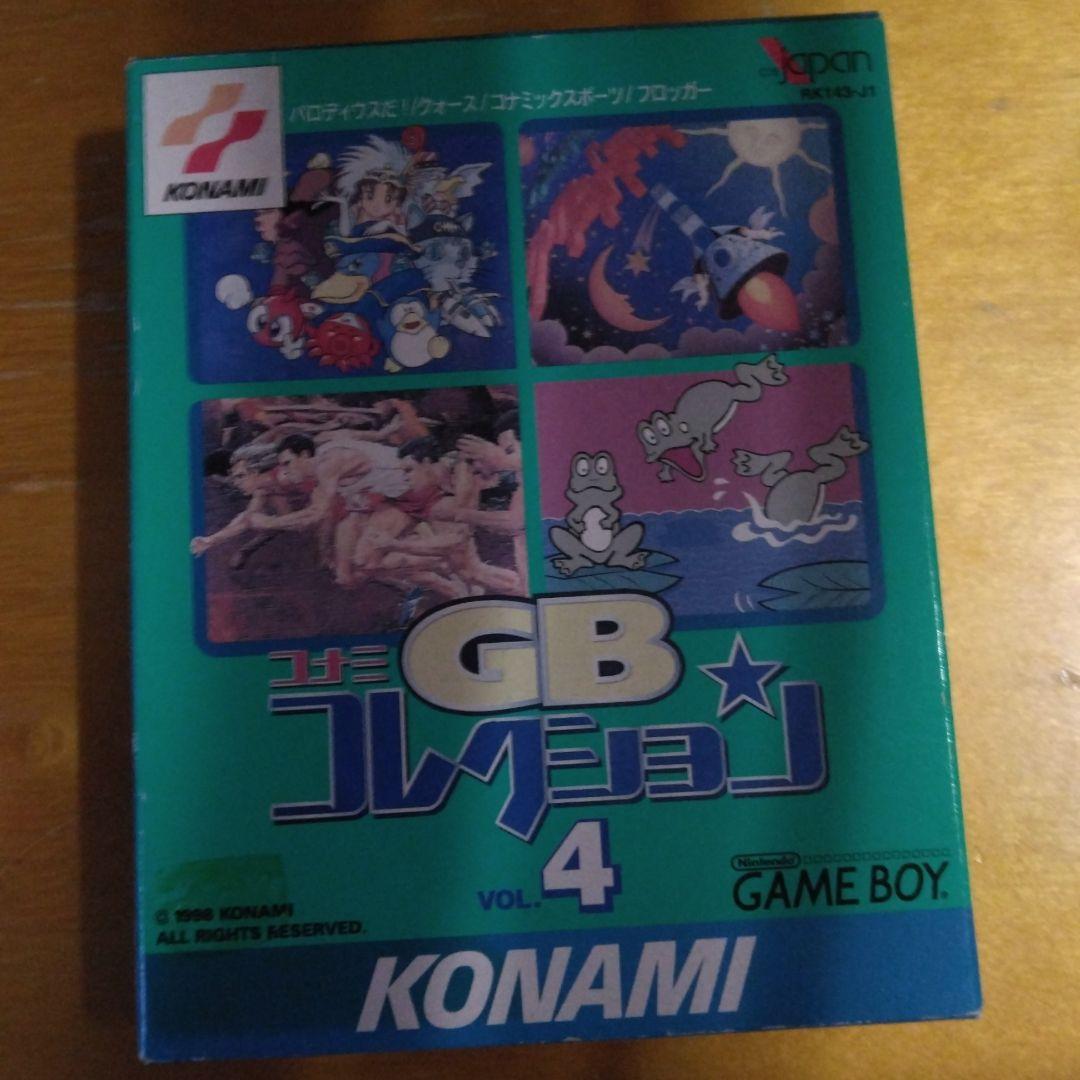 KONAMI
パロディウスだ!/クォース/コナミックスポーツ/フロッガー
japan
RK143-J1
コナミ
GB
コレクション
VOL.4
© 1998 KONAMI
ALL RIGHTS RESERVED.
Nintendo
GAME BOY
KONAMI